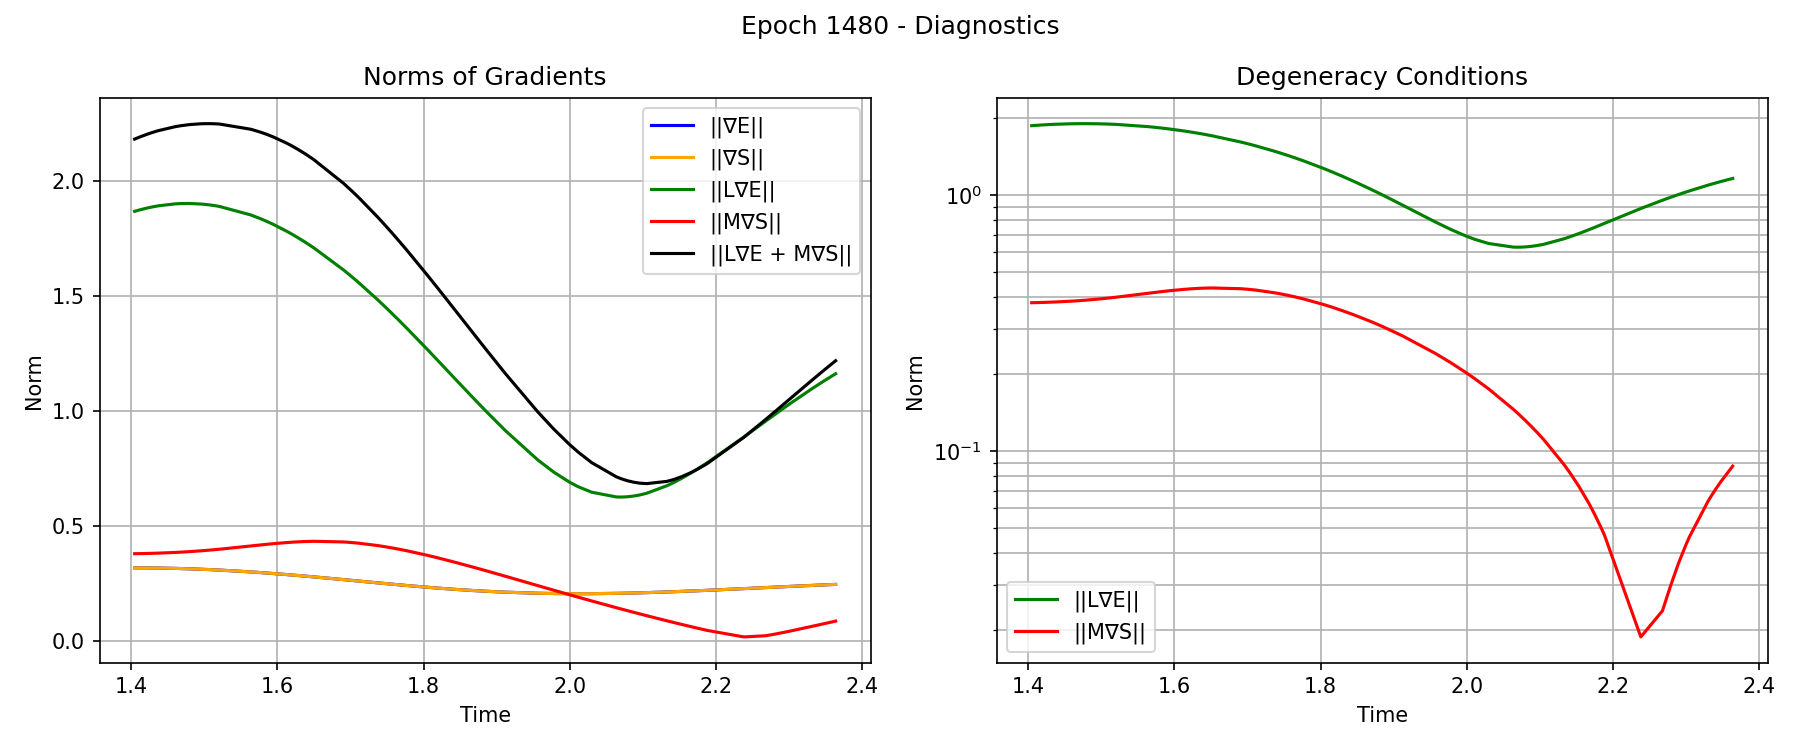 Epoch 1480 - Diagnostics
Norms of Gradients
||∇E||
||∇S||
||L∇E||
||M∇S||
||L∇E + M∇S||
Norm
2.0
1.5
1.0
0.5
0.0
1.4 1.6 1.8 2.0 2.2 2.4
Time
Degeneracy Conditions
Norm
10⁰
10⁻¹
||L∇E||
||M∇S||
1.4 1.6 1.8 2.0 2.2 2.4
Time